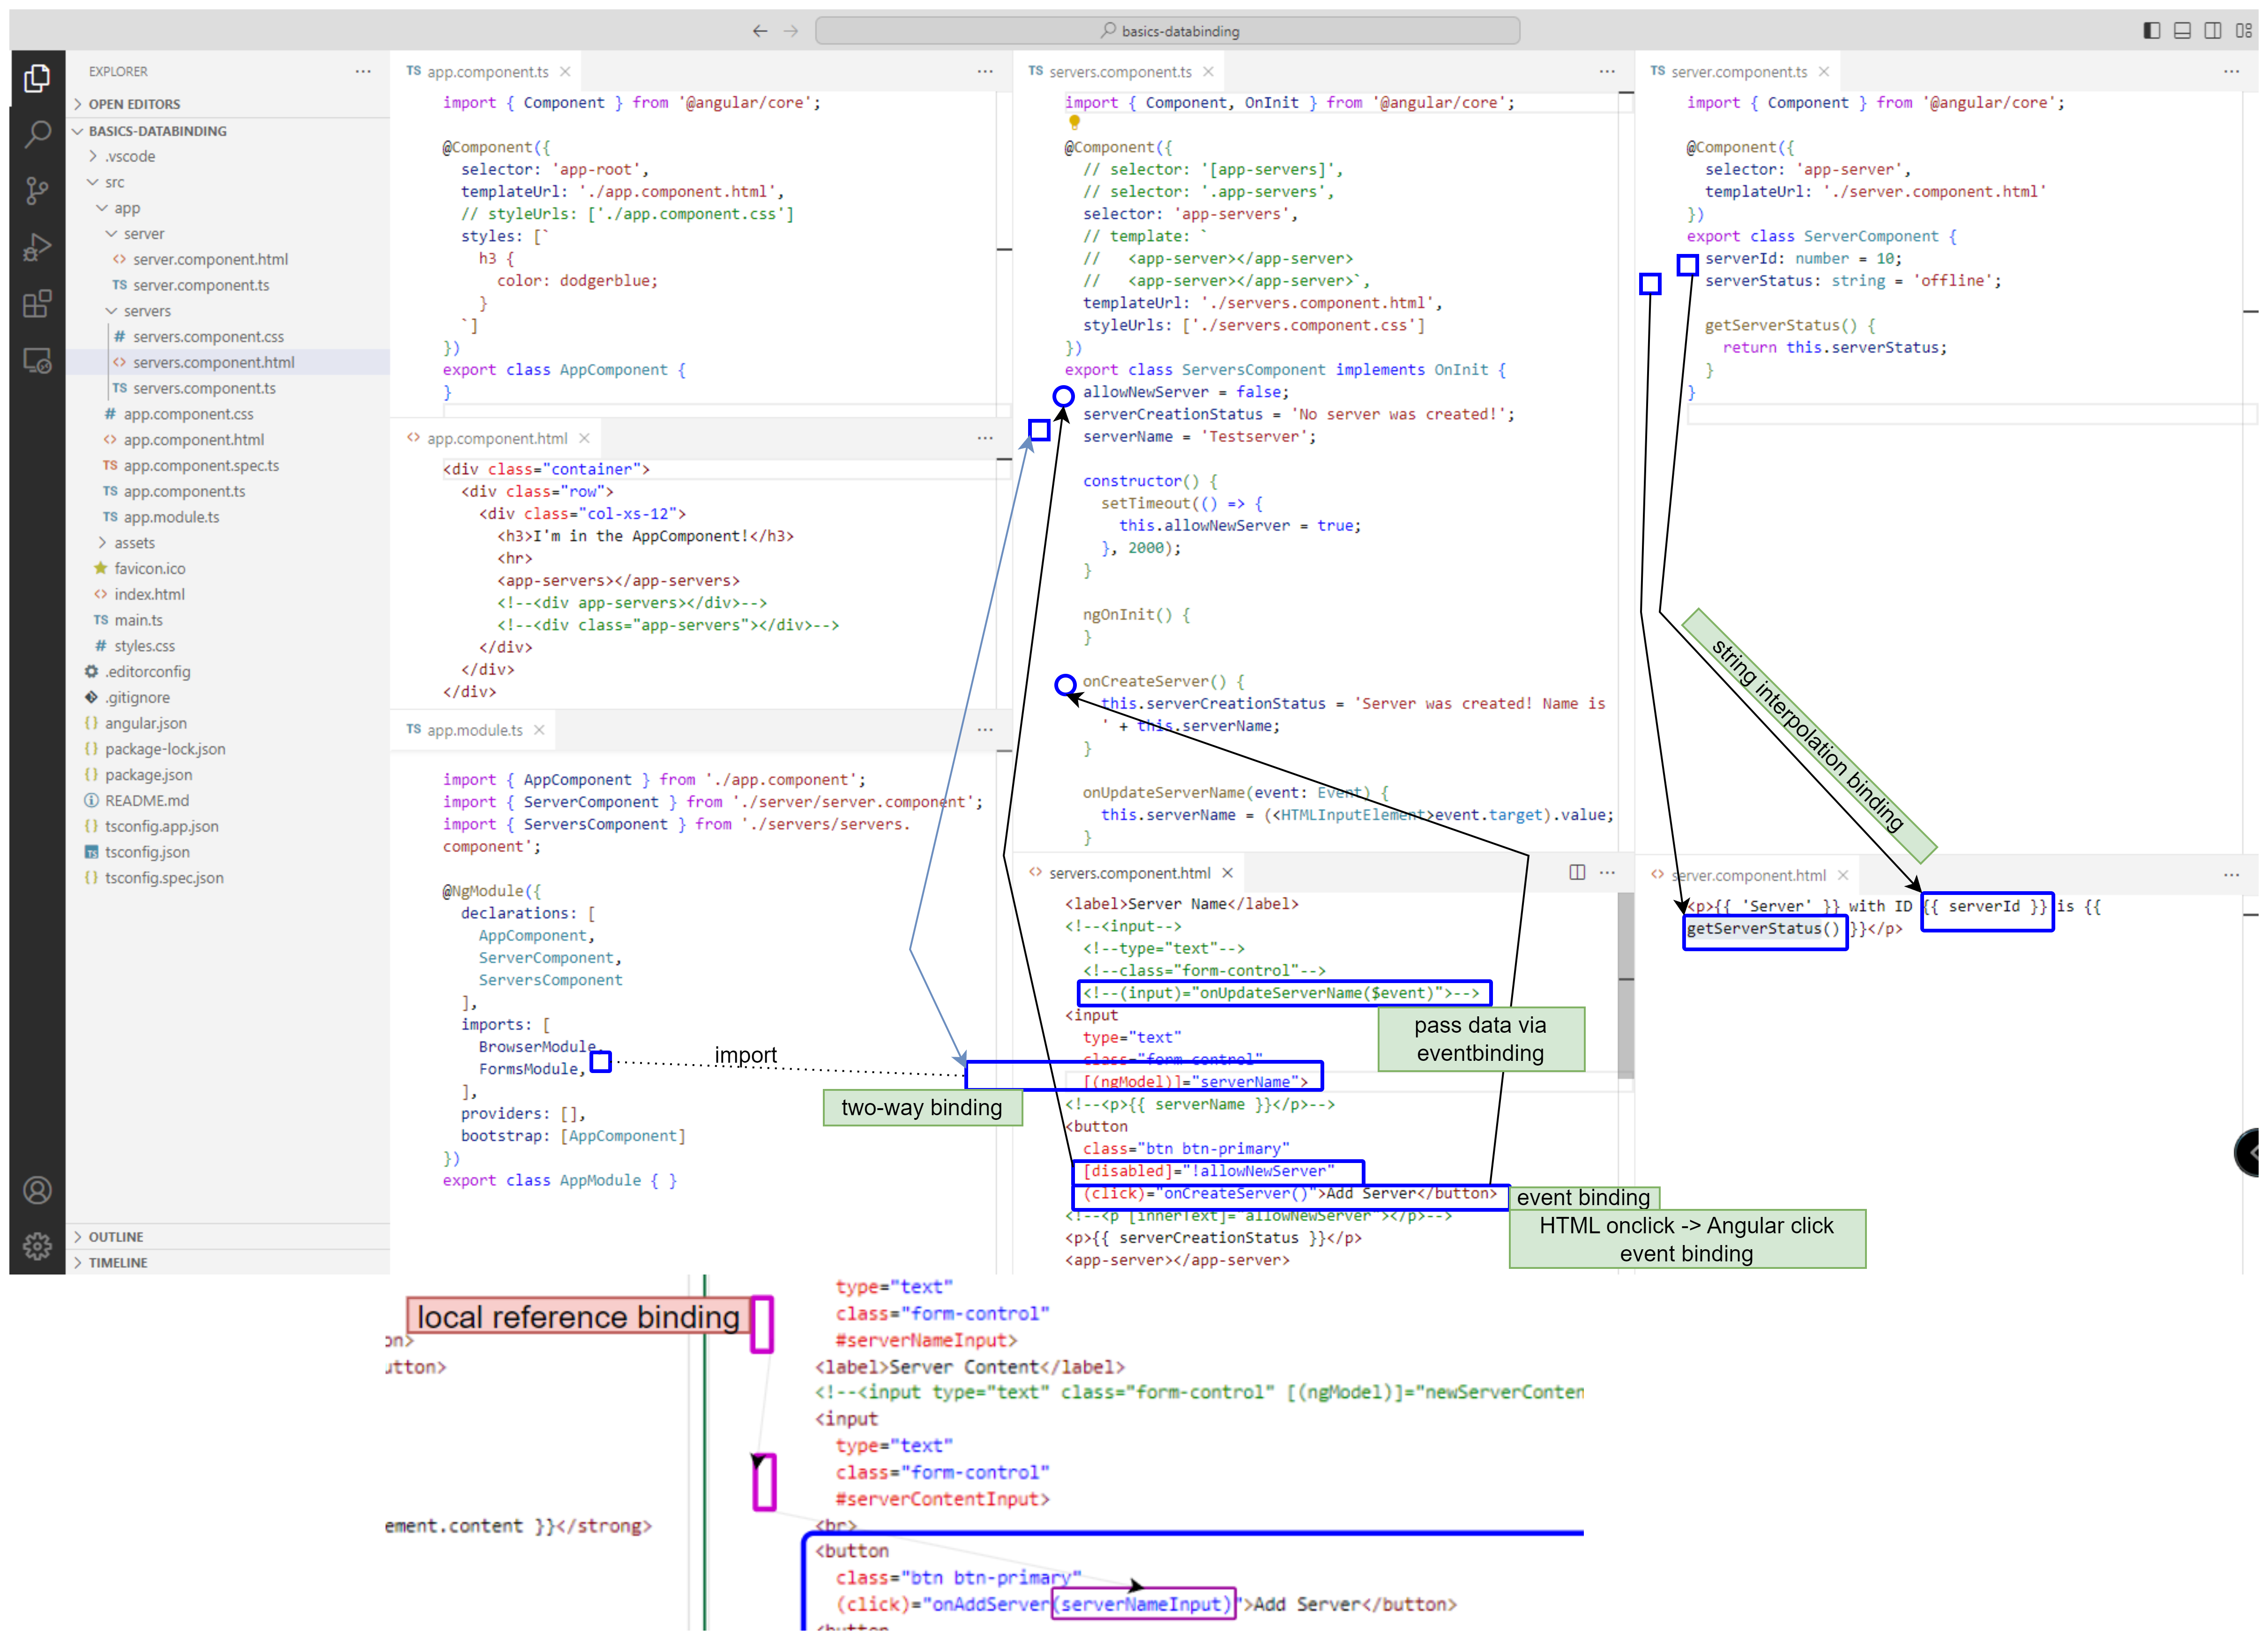 basics-databinding
EXPLORER
OPEN EDITORS
BASICS-DATABINDING
.vscode
src
app
server
server.component.html
TS server.component.ts
servers
# servers.component.css
servers.component.html
TS servers.component.ts
# app.component.css
app.component.html
TS app.component.spec.ts
TS app.component.ts
TS app.module.ts
assets
favicon.ico
index.html
TS main.ts
# styles.css
.editorconfig
.gitignore
{} angular.json
{} package-lock.json
{} package.json
README.md
{} tsconfig.app.json
TS tsconfig.json
{} tsconfig.spec.json
OUTLINE
TIMELINE
TS app.component.ts
import { Component } from '@angular/core';
@Component({
selector: 'app-root',
templateUrl: './app.component.html',
// styleUrls: ['./app.component.css']
styles: [`
h3 {
color: dodgerblue;
}
`]
})
export class AppComponent {
}
<> app.component.html
<div class="container">
<div class="row">
<div class="col-xs-12">
<h3>I'm in the AppComponent!</h3>
<hr>
<app-servers></app-servers>
<!--<div app-servers></div>-->
<!--<div class="app-servers"></div>-->
</div>
</div>
</div>
TS app.module.ts
import { AppComponent } from './app.component';
import { ServerComponent } from './server/server.component';
import { ServersComponent } from './servers/servers.
component';
@NgModule({
declarations: [
AppComponent,
ServerComponent,
ServersComponent
],
imports: [
BrowserModule,
FormsModule,
],
providers: [],
bootstrap: [AppComponent]
})
export class AppModule { }
import
two-way binding
TS servers.component.ts
import { Component, OnInit } from '@angular/core';
@Component({
// selector: '[app-servers]',
// selector: '.app-servers',
selector: 'app-servers',
// template: `
// <app-server></app-server>
// <app-server></app-server>`,
templateUrl: './servers.component.html',
styleUrls: ['./servers.component.css']
})
export class ServersComponent implements OnInit {
allowNewServer = false;
serverCreationStatus = 'No server was created!';
serverName = 'Testserver';
constructor() {
setTimeout(() => {
this.allowNewServer = true;
}, 2000);
}
ngOnInit() {
}
onCreateServer() {
this.serverCreationStatus = 'Server was created! Name is
' + this.serverName;
}
onUpdateServerName(event: Event) {
this.serverName = (<HTMLInputElement>event.target).value;
}
<> servers.component.html
<label>Server Name</label>
<!--<input-->
<!--type="text"-->
<!--class="form-control"-->
<!--(input)="onUpdateServerName($event)">-->
<input
type="text"
class="form-control"
[(ngModel)]="serverName">
<!--<p>{{ serverName }}</p>-->
<button
class="btn btn-primary"
[disabled]="!allowNewServer"
(click)="onCreateServer()">Add Server</button>
<!--<p [innerText]="allowNewServer"></p>-->
<p>{{ serverCreationStatus }}</p>
<app-server></app-server>
pass data via
eventbinding
event binding
HTML onclick -> Angular click
event binding
TS server.component.ts
import { Component } from '@angular/core';
@Component({
selector: 'app-server',
templateUrl: './server.component.html'
})
export class ServerComponent {
serverId: number = 10;
serverStatus: string = 'offline';
getServerStatus() {
return this.serverStatus;
}
}
string interpolation binding
<> server.component.html
<p>{{ 'Server' }} with ID {{ serverId }} is {{
getServerStatus() }}</p>
local reference binding
on>
utton>
ement.content }}</strong>
type="text"
class="form-control"
#serverNameInput>
<label>Server Content</label>
<!--<input type="text" class="form-control" [(ngModel)]="newServerConten
<input
type="text"
class="form-control"
#serverContentInput>
<br>
<button
class="btn btn-primary"
(click)="onAddServer(serverNameInput)">Add Server</button>
<button